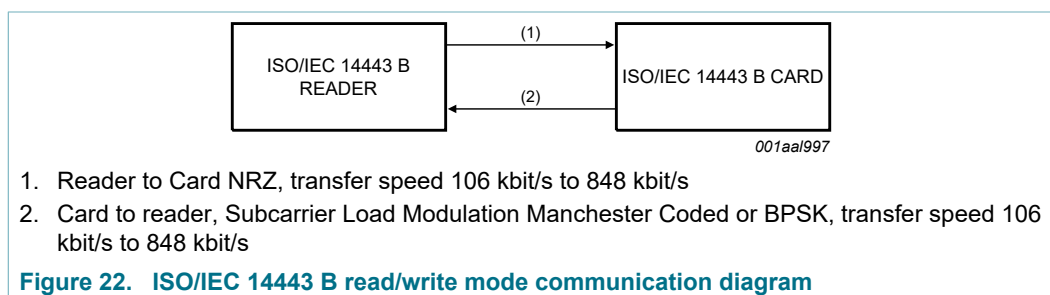 (1)
ISO/IEC 14443 B
READER
ISO/IEC 14443 B CARD
(2)
001aal997
1. Reader to Card NRZ, transfer speed 106 kbit/s to 848 kbit/s
2. Card to reader, Subcarrier Load Modulation Manchester Coded or BPSK, transfer speed 106
kbit/s to 848 kbit/s
Figure 22. ISO/IEC 14443 B read/write mode communication diagram